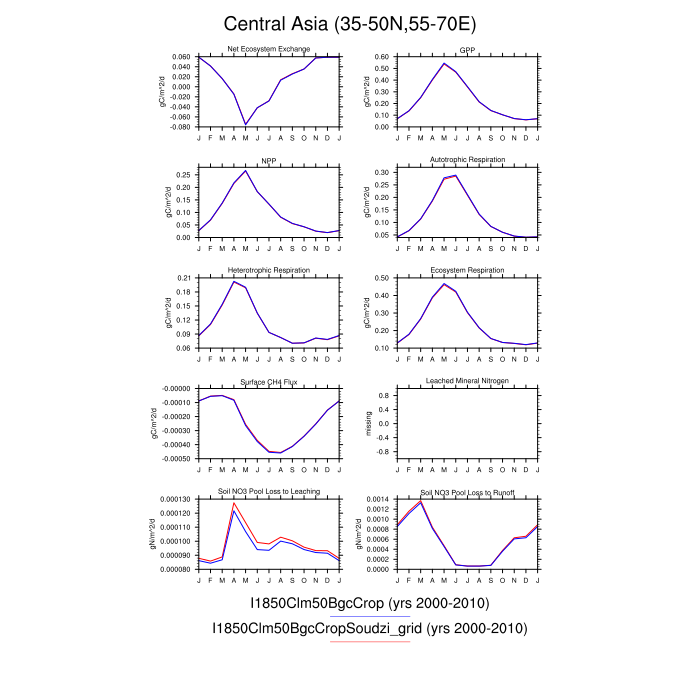 Central Asia (35-50N,55-70E)
Net Ecosystem Exchange
GPP
gC/m^2/d
0.060
0.040
0.020
0.000
-0.020
-0.040
-0.060
-0.080
J F M A M J J A S O N D J
gC/m^2/d
0.60
0.50
0.40
0.30
0.20
0.10
0.00
J F M A M J J A S O N D J
NPP
Autotrophic Respiration
gC/m^2/d
0.25
0.20
0.15
0.10
0.05
0.00
J F M A M J J A S O N D J
gC/m^2/d
0.30
0.25
0.20
0.15
0.10
0.05
J F M A M J J A S O N D J
Heterotrophic Respiration
Ecosystem Respiration
gC/m^2/d
0.21
0.18
0.15
0.12
0.09
0.06
J F M A M J J A S O N D J
gC/m^2/d
0.50
0.40
0.30
0.20
0.10
J F M A M J J A S O N D J
Surface CH4 Flux
Leached Mineral Nitrogen
gC/m^2/d
-0.00000
-0.00010
-0.00020
-0.00030
-0.00040
-0.00050
J F M A M J J A S O N D J
missing
0.8
0.4
0.0
-0.4
-0.8
J F M A M J J A S O N D J
Soil NO3 Pool Loss to Leaching
Soil NO3 Pool Loss to Runoff
gN/m^2/d
0.000130
0.000120
0.000110
0.000100
0.000090
0.000080
J F M A M J J A S O N D J
gN/m^2/d
0.0014
0.0012
0.0010
0.0008
0.0006
0.0004
0.0002
0.0000
J F M A M J J A S O N D J
I1850Clm50BgcCrop (yrs 2000-2010)
I1850Clm50BgcCropSoudzi_grid (yrs 2000-2010)